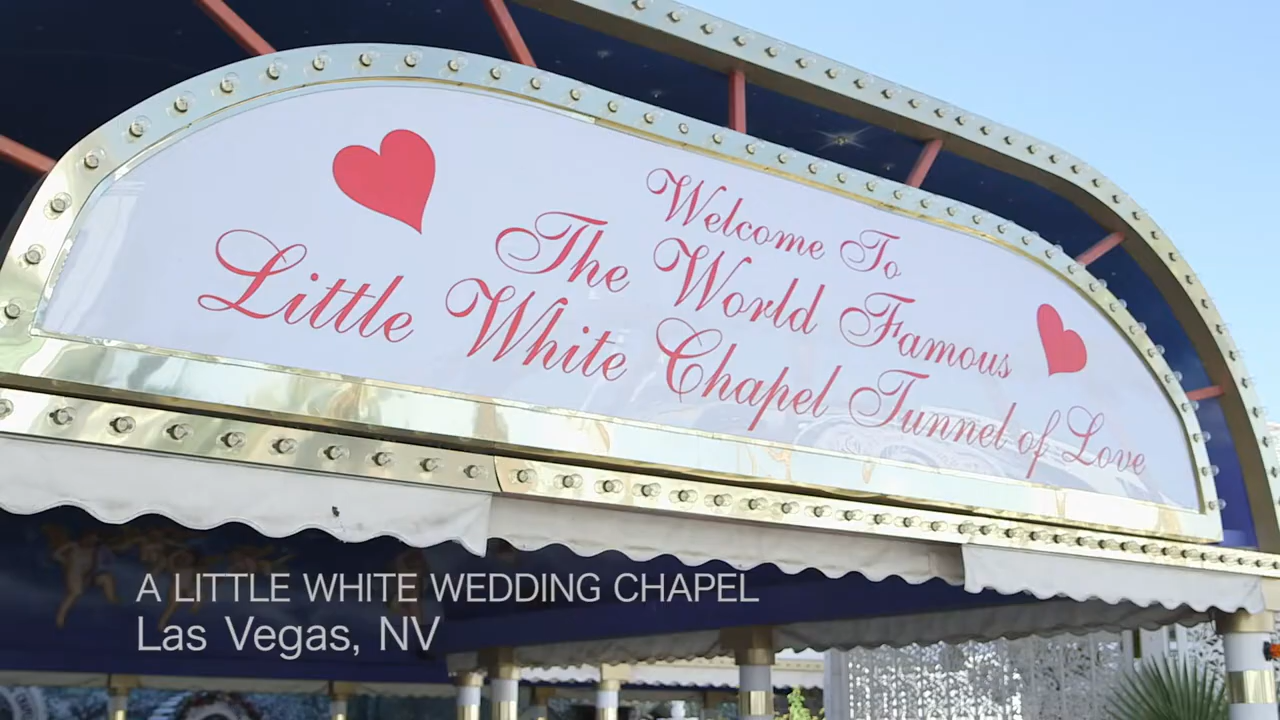 Welcome To
The World Famous
Little White Chapel Tunnel of Love
A LITTLE WHITE WEDDING CHAPEL
Las Vegas, NV